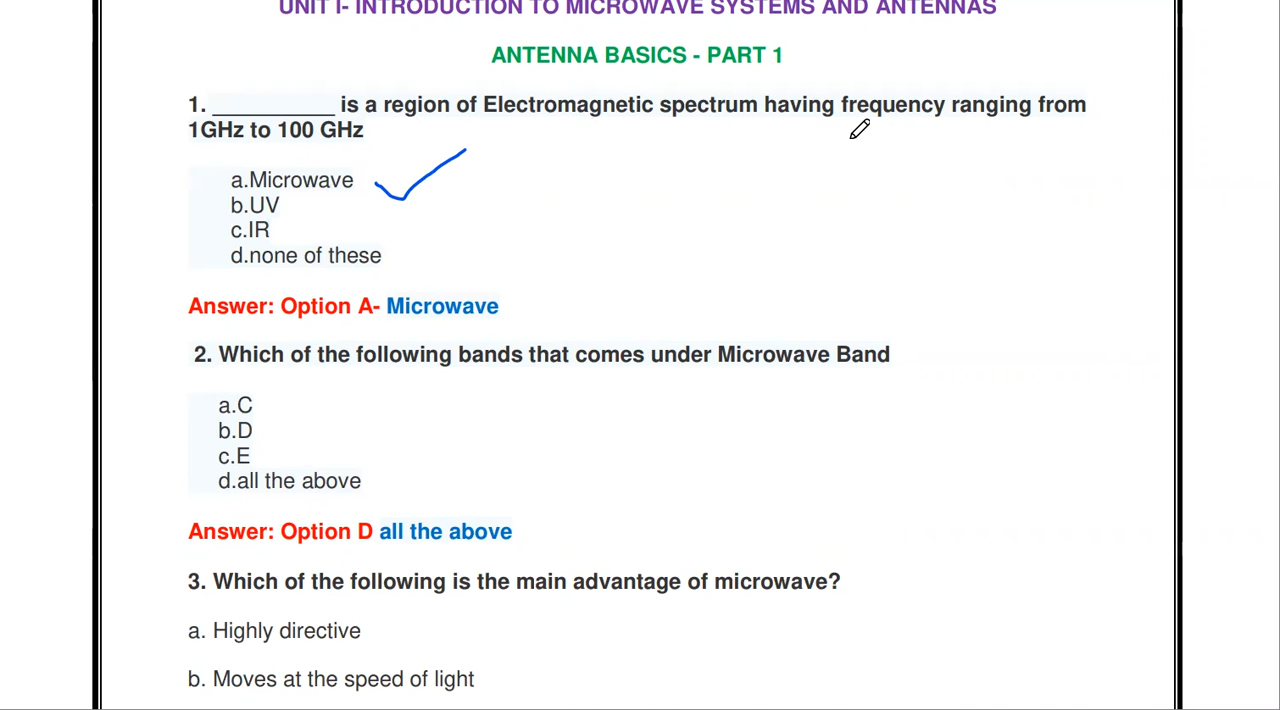 UNIT I- INTRODUCTION TO MICROWAVE SYSTEMS AND ANTENNAS
ANTENNA BASICS - PART 1
1. __________ is a region of Electromagnetic spectrum having frequency ranging from
1GHz to 100 GHz
a.Microwave
b.UV
c.IR
d.none of these
Answer: Option A- Microwave
2. Which of the following bands that comes under Microwave Band
a.C
b.D
c.E
d.all the above
Answer: Option D all the above
3. Which of the following is the main advantage of microwave?
a. Highly directive
b. Moves at the speed of light